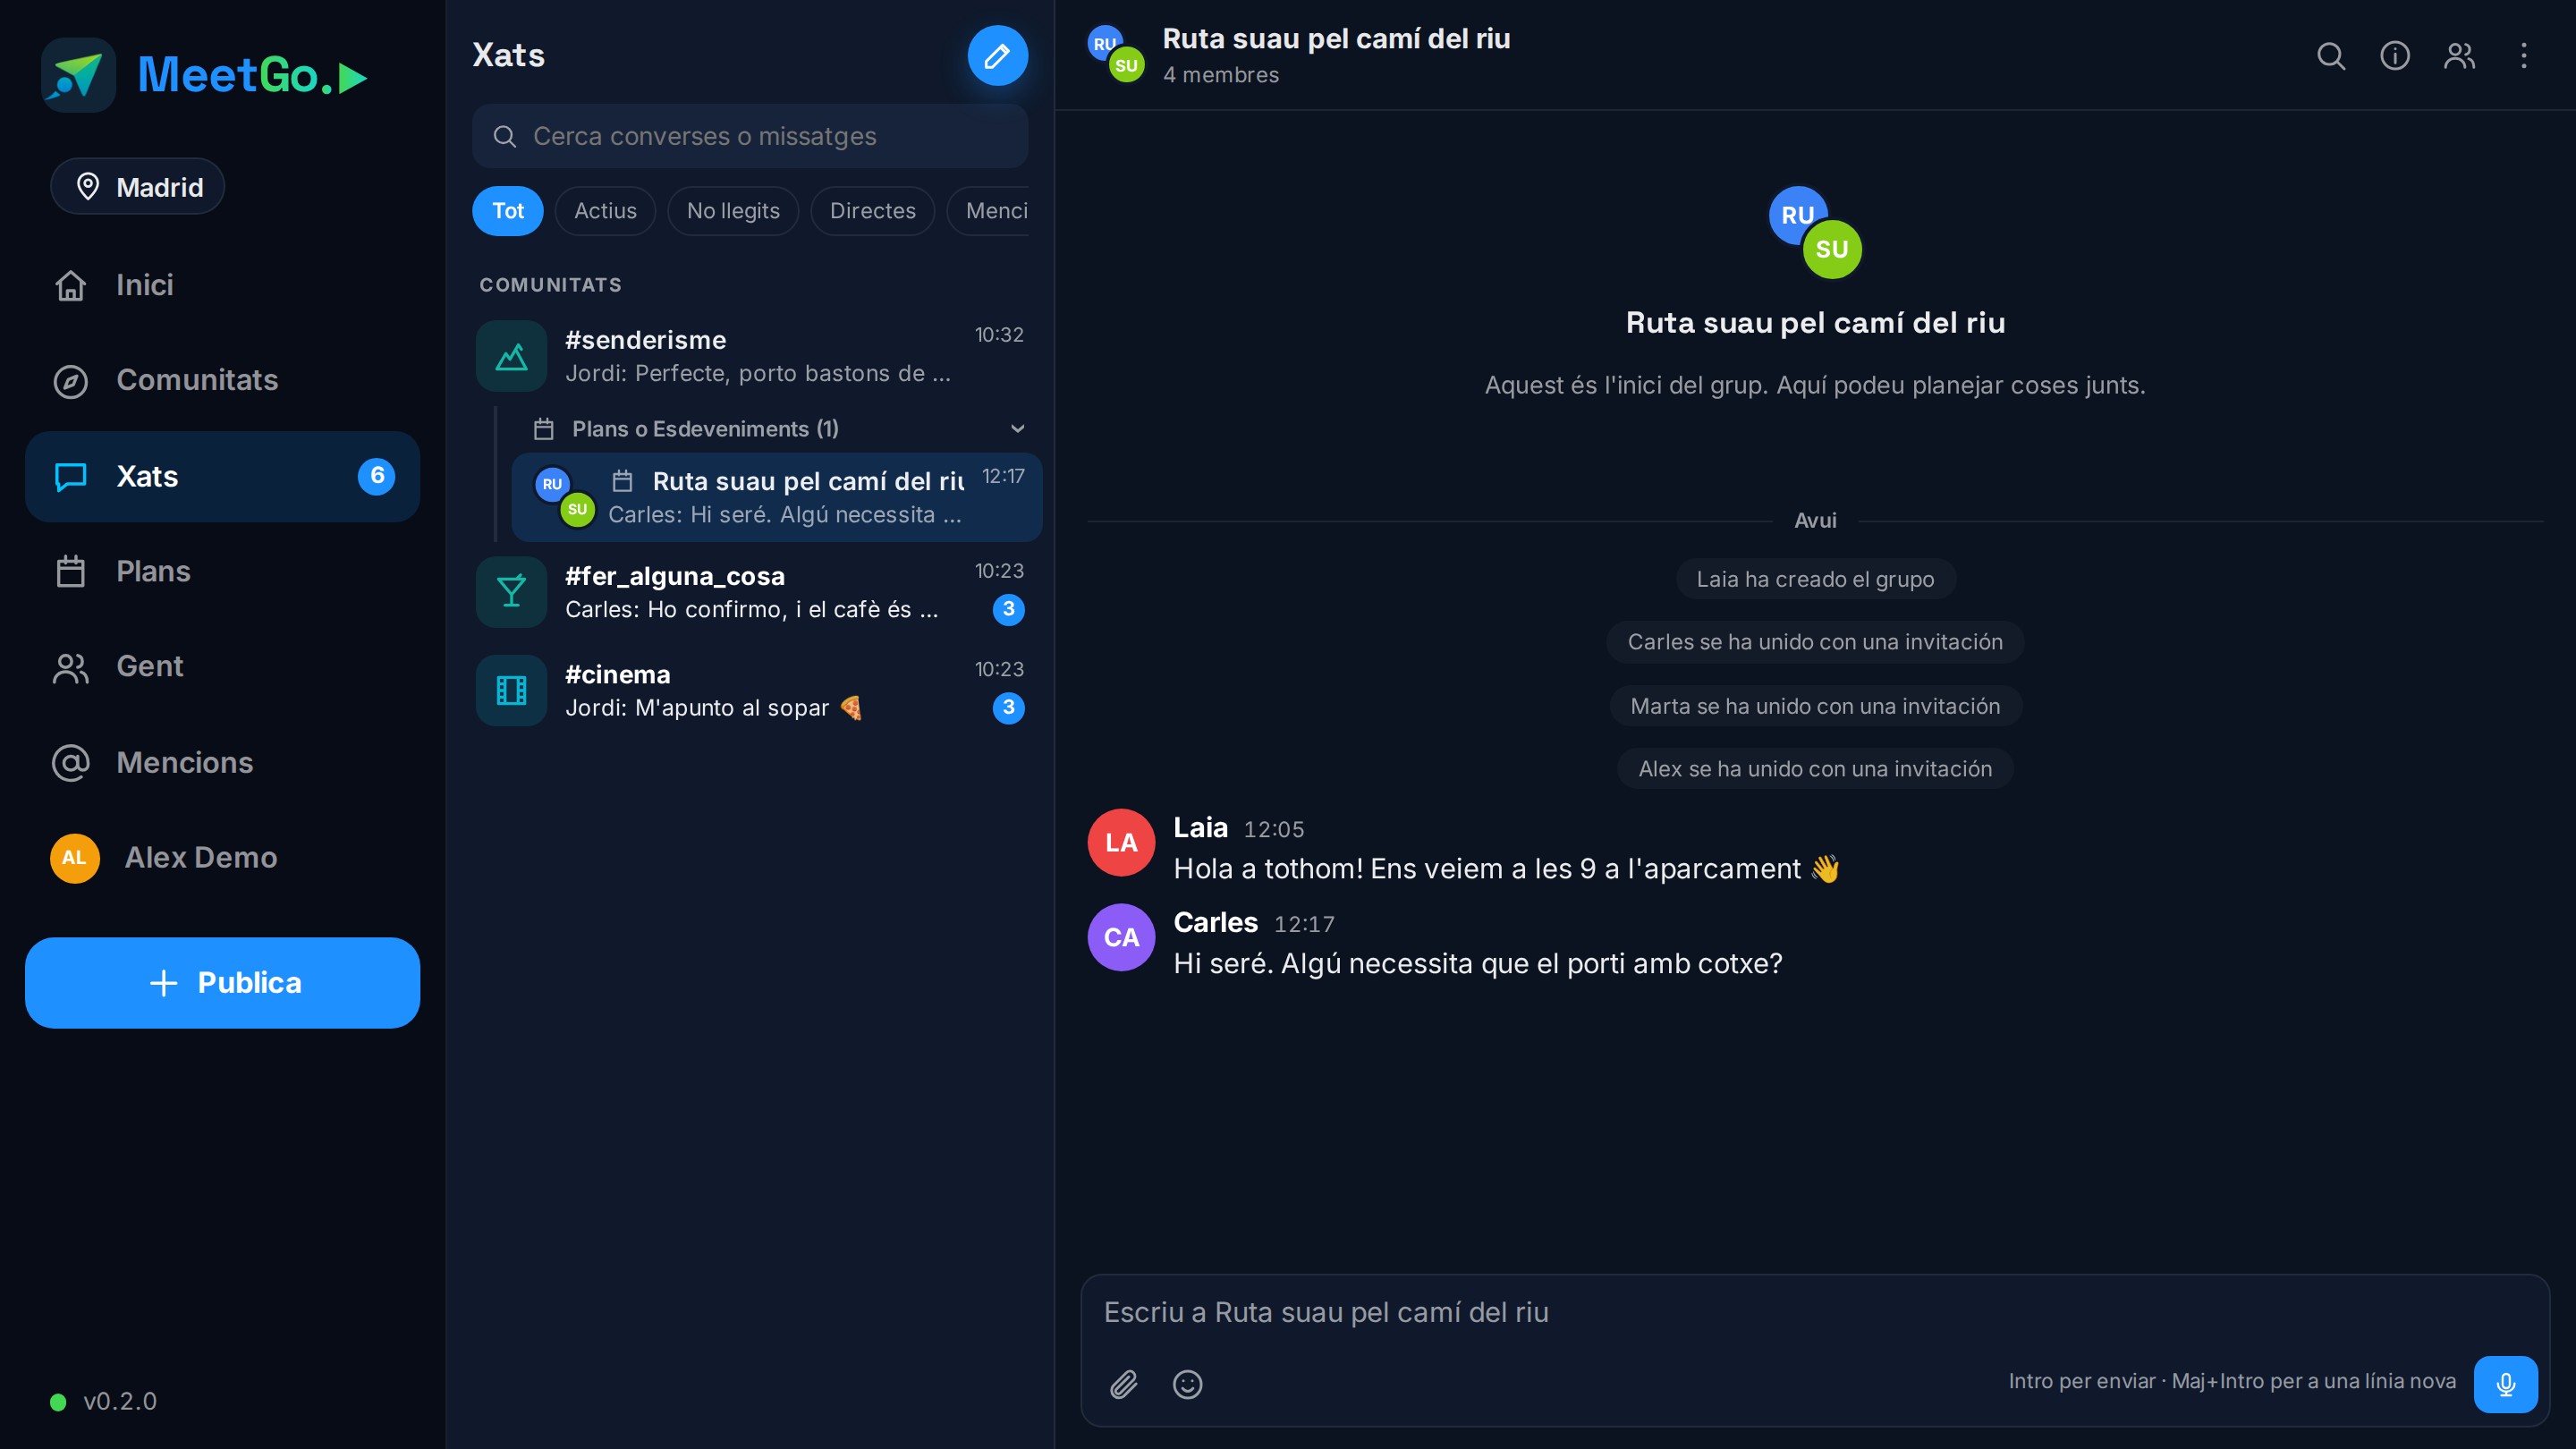 MeetGo.
Madrid
Inici
Comunitats
Xats
6
Plans
Gent
Mencions
AL
Alex Demo
Publica
v0.2.0
Xats
Cerca converses o missatges
Tot
Actius
No llegits
Directes
Menci
COMUNITATS
#senderisme
10:32
Jordi: Perfecte, porto bastons de ...
Plans o Esdeveniments (1)
RU
SU
Ruta suau pel camí del riu
12:17
Carles: Hi seré. Algú necessita ...
#fer_alguna_cosa
10:23
Carles: Ho confirmo, i el cafè és ...
3
#cinema
10:23
Jordi: M'apunto al sopar 🍕
3
RU
SU
Ruta suau pel camí del riu
4 membres
RU
SU
Ruta suau pel camí del riu
Aquest és l'inici del grup. Aquí podeu planejar coses junts.
Avui
Laia ha creado el grupo
Carles se ha unido con una invitación
Marta se ha unido con una invitación
Alex se ha unido con una invitación
LA
Laia 12:05
Hola a tothom! Ens veiem a les 9 a l'aparcament 👋
CA
Carles 12:17
Hi seré. Algú necessita que el porti amb cotxe?
Escriu a Ruta suau pel camí del riu
Intro per enviar · Maj+Intro per a una línia nova